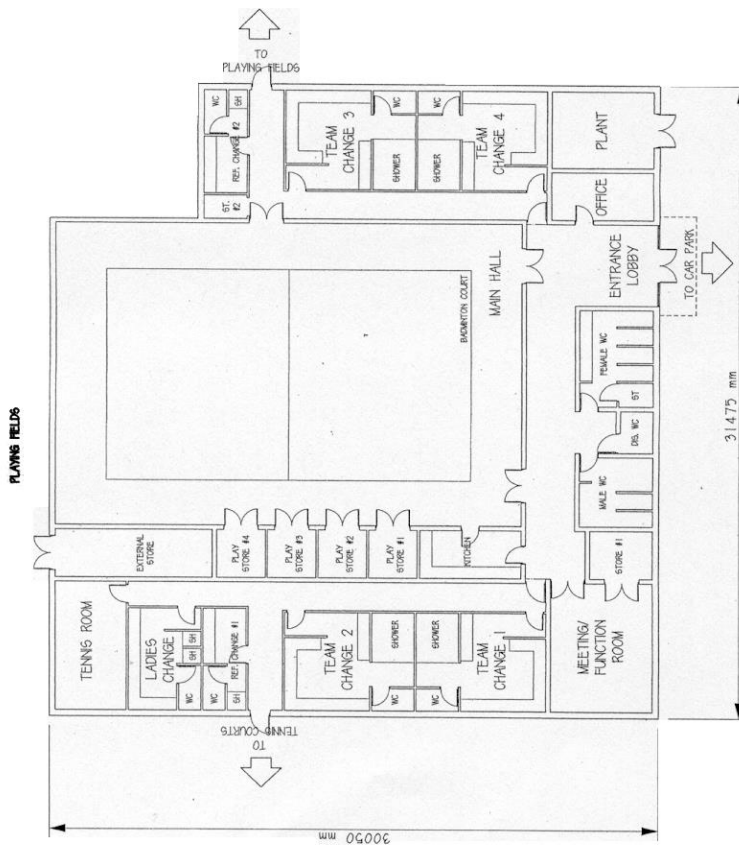 TO
PLAYING FIELDS
PLAYING FIELDS
WC
SH
REF. CHANGE #2
ST. #2
TEAM
CHANGE 3
WC
SHOWER
WC
SHOWER
TEAM
CHANGE 4
PLANT
OFFICE
MAIN HALL
BADMINTON COURT
ENTRANCE
LOBBY
TO CAR PARK
FEMALE WC
ST
DIS. WC
MALE WC
STORE #1
EXTERNAL
STORE
PLAY
STORE #4
PLAY
STORE #3
PLAY
STORE #2
PLAY
STORE #1
KITCHEN
TENNIS ROOM
LADIES
CHANGE
SH
SH
WC
REF. CHANGE #1
WC
SH
TEAM
CHANGE 2
SHOWER
WC
SHOWER
WC
TEAM
CHANGE 1
MEETING/
FUNCTION
ROOM
TO
TENNIS COURTS
31475 mm
30050 mm